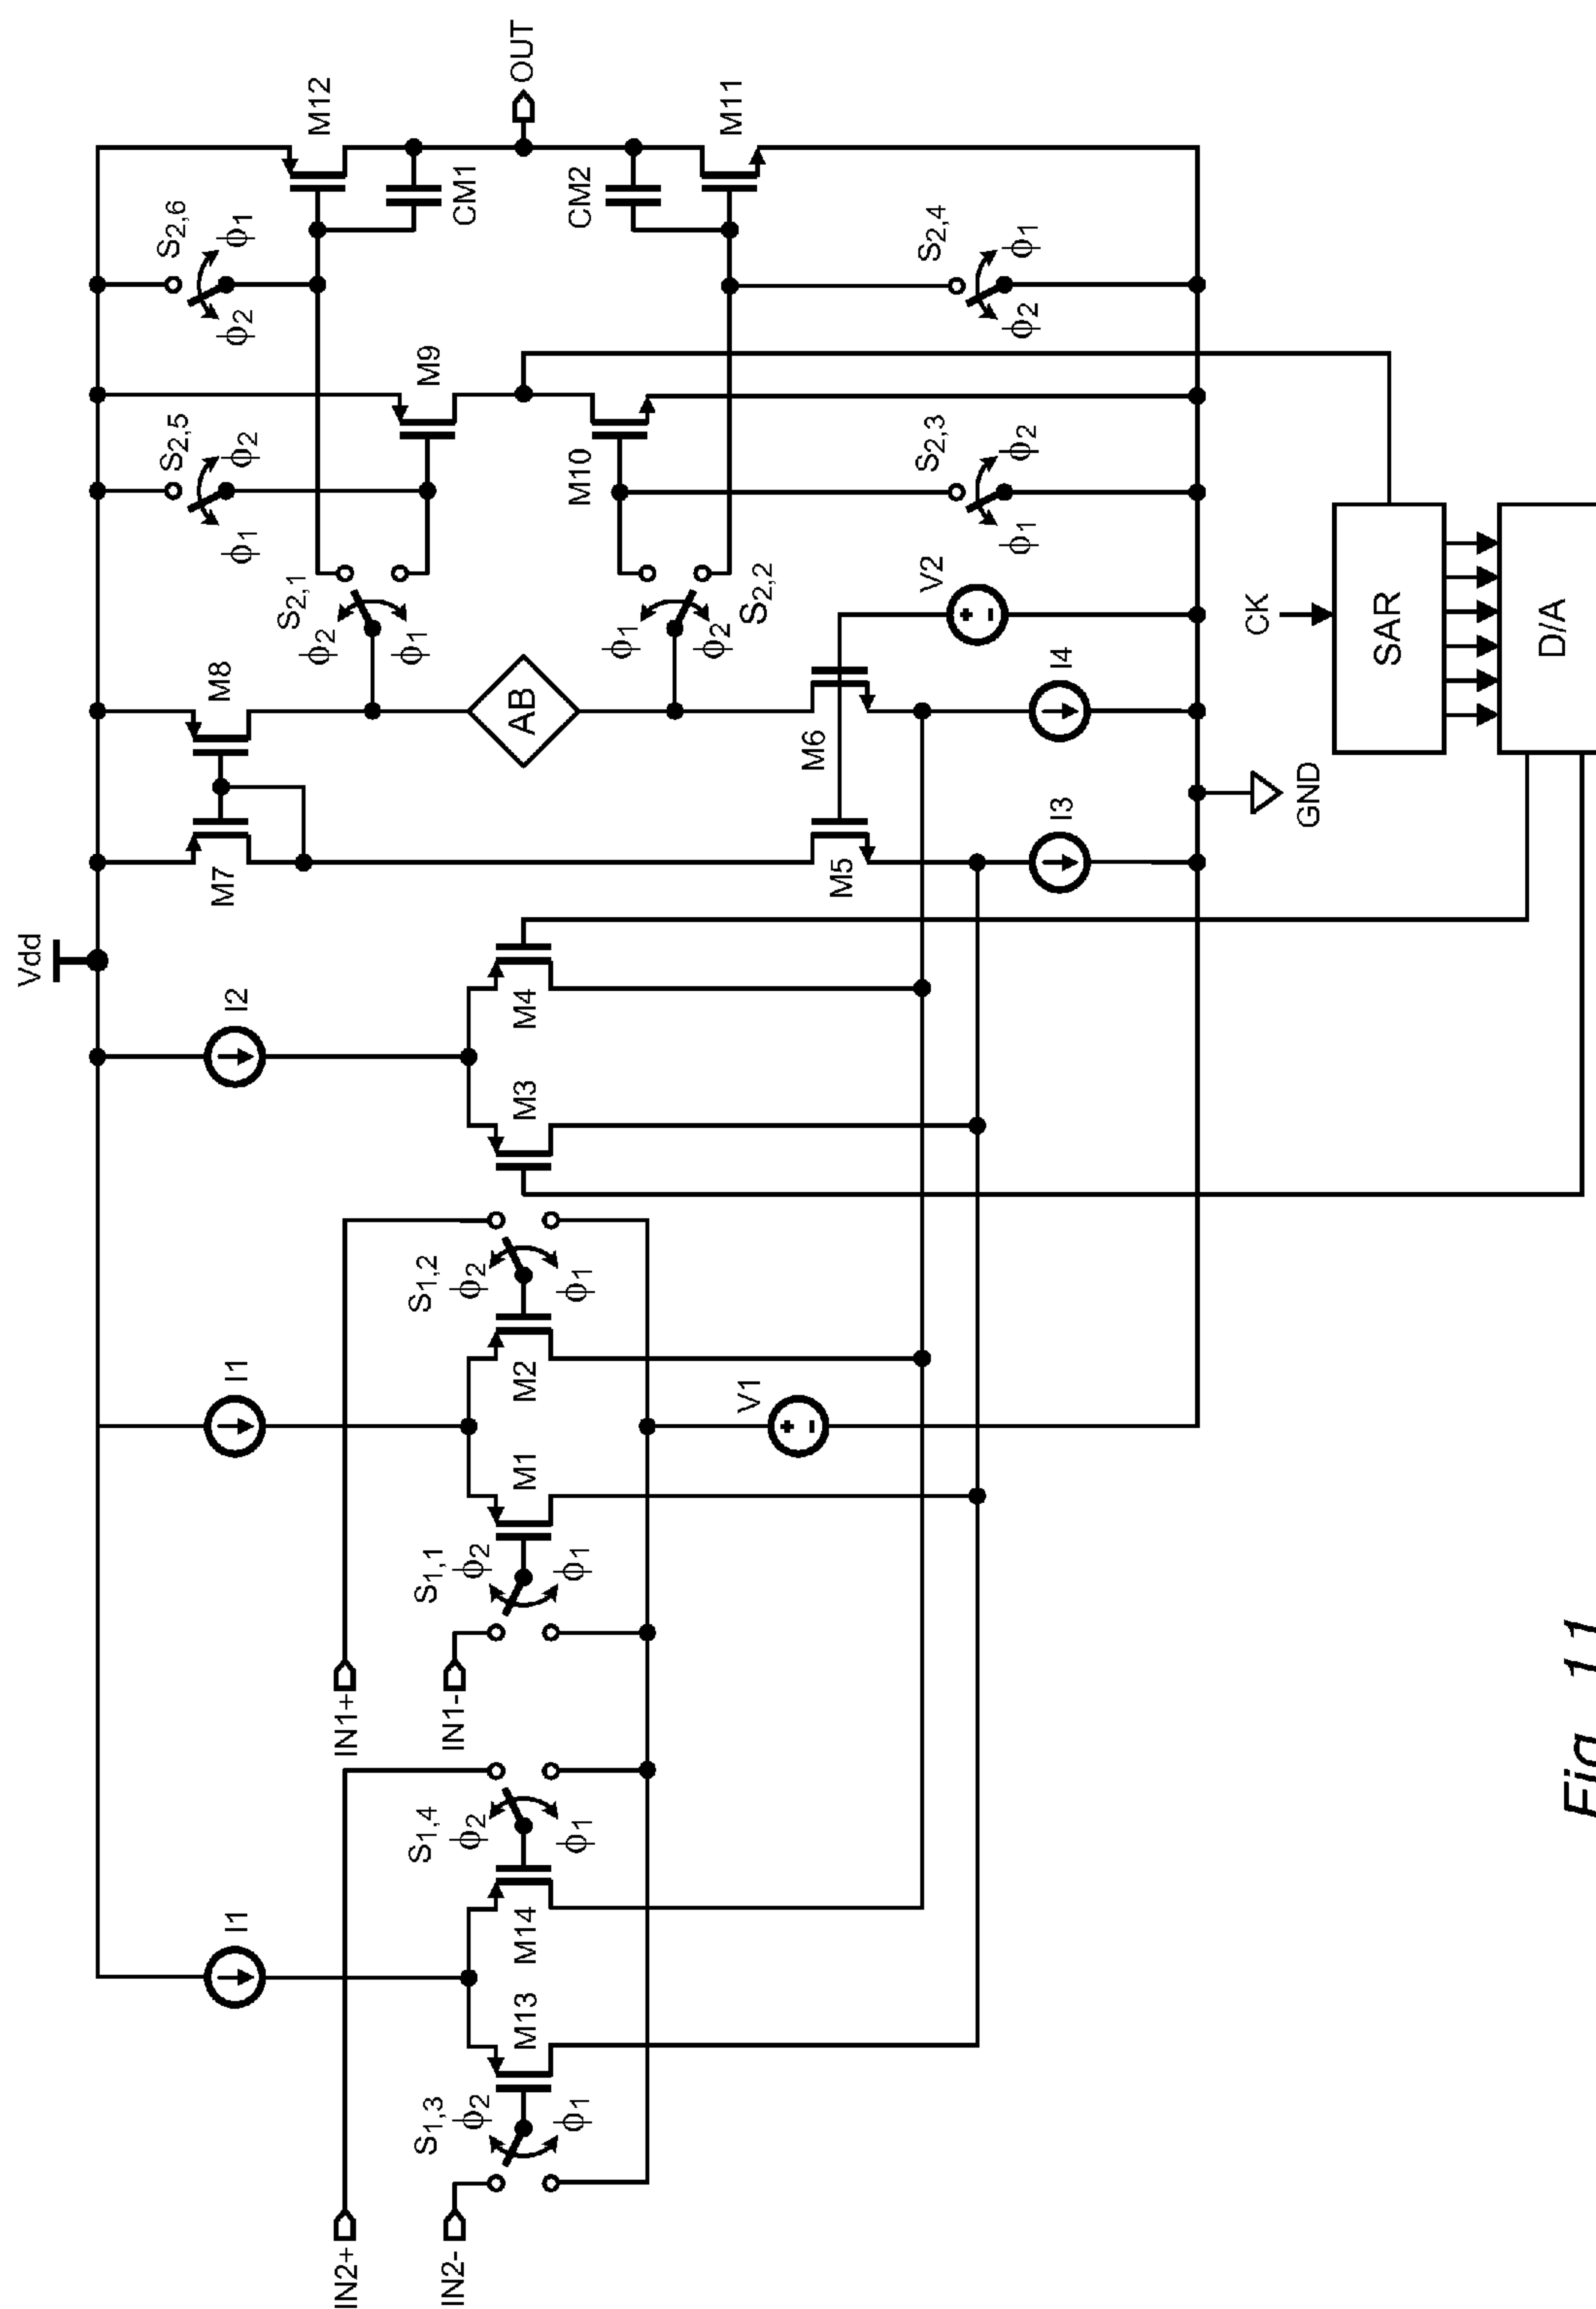 Vdd
I1
I1
I2
M7
M8
S2,5
ϕ1
ϕ2
S2,6
ϕ2
ϕ1
M12
IN2+
IN1+
S2,1
ϕ2
ϕ1
M9
CM1
IN2-
S1,3
ϕ2
ϕ1
M13
M14
S1,4
ϕ2
ϕ1
IN1-
S1,1
ϕ2
ϕ1
M1
M2
S1,2
ϕ2
ϕ1
M3
M4
AB
OUT
M10
CM2
ϕ1
ϕ2
S2,2
M11
V1
M5
M6
V2
S2,3
ϕ1
ϕ2
S2,4
ϕ2
ϕ1
I3
I4
GND
CK
SAR
D/A
Fig. 11